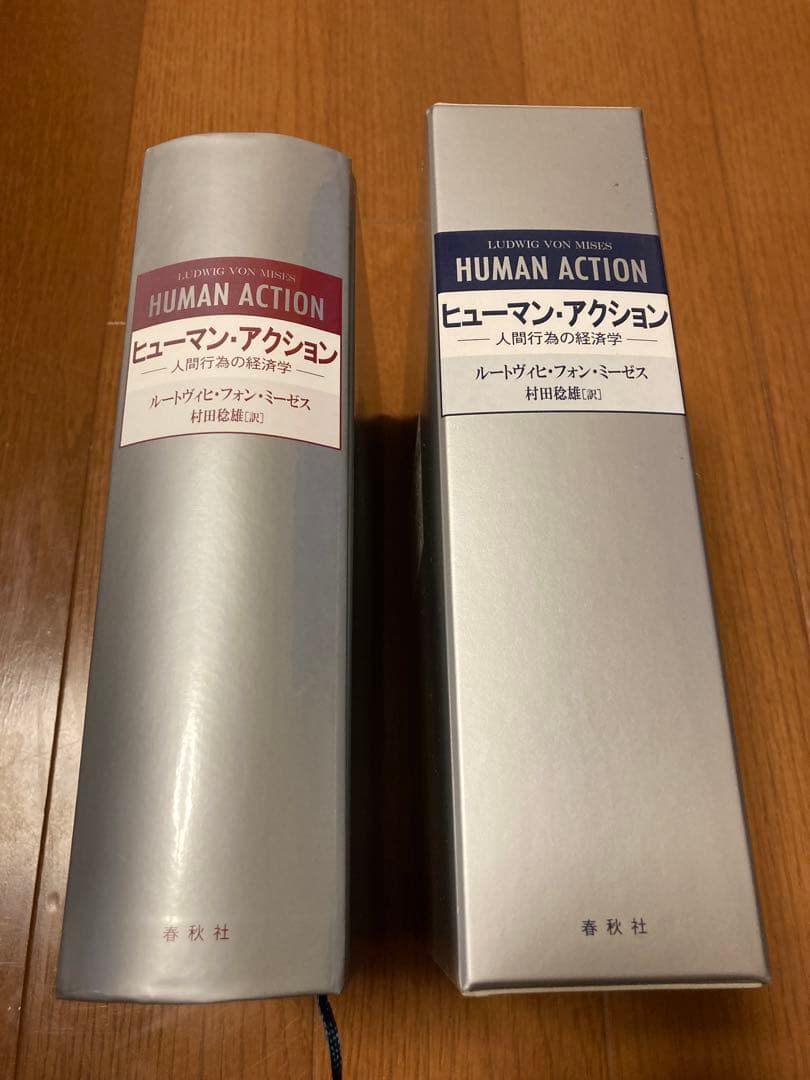 LUDWIG VON MISES
HUMAN ACTION
ヒューマン・アクション
人間行為の経済学
ルートヴィヒ・フォン・ミーゼス
村田稔雄[訳]
春秋社
LUDWIG VON MISES
HUMAN ACTION
ヒューマン・アクション
人間行為の経済学
ルートヴィヒ・フォン・ミーゼス
村田稔雄[訳]
春秋社